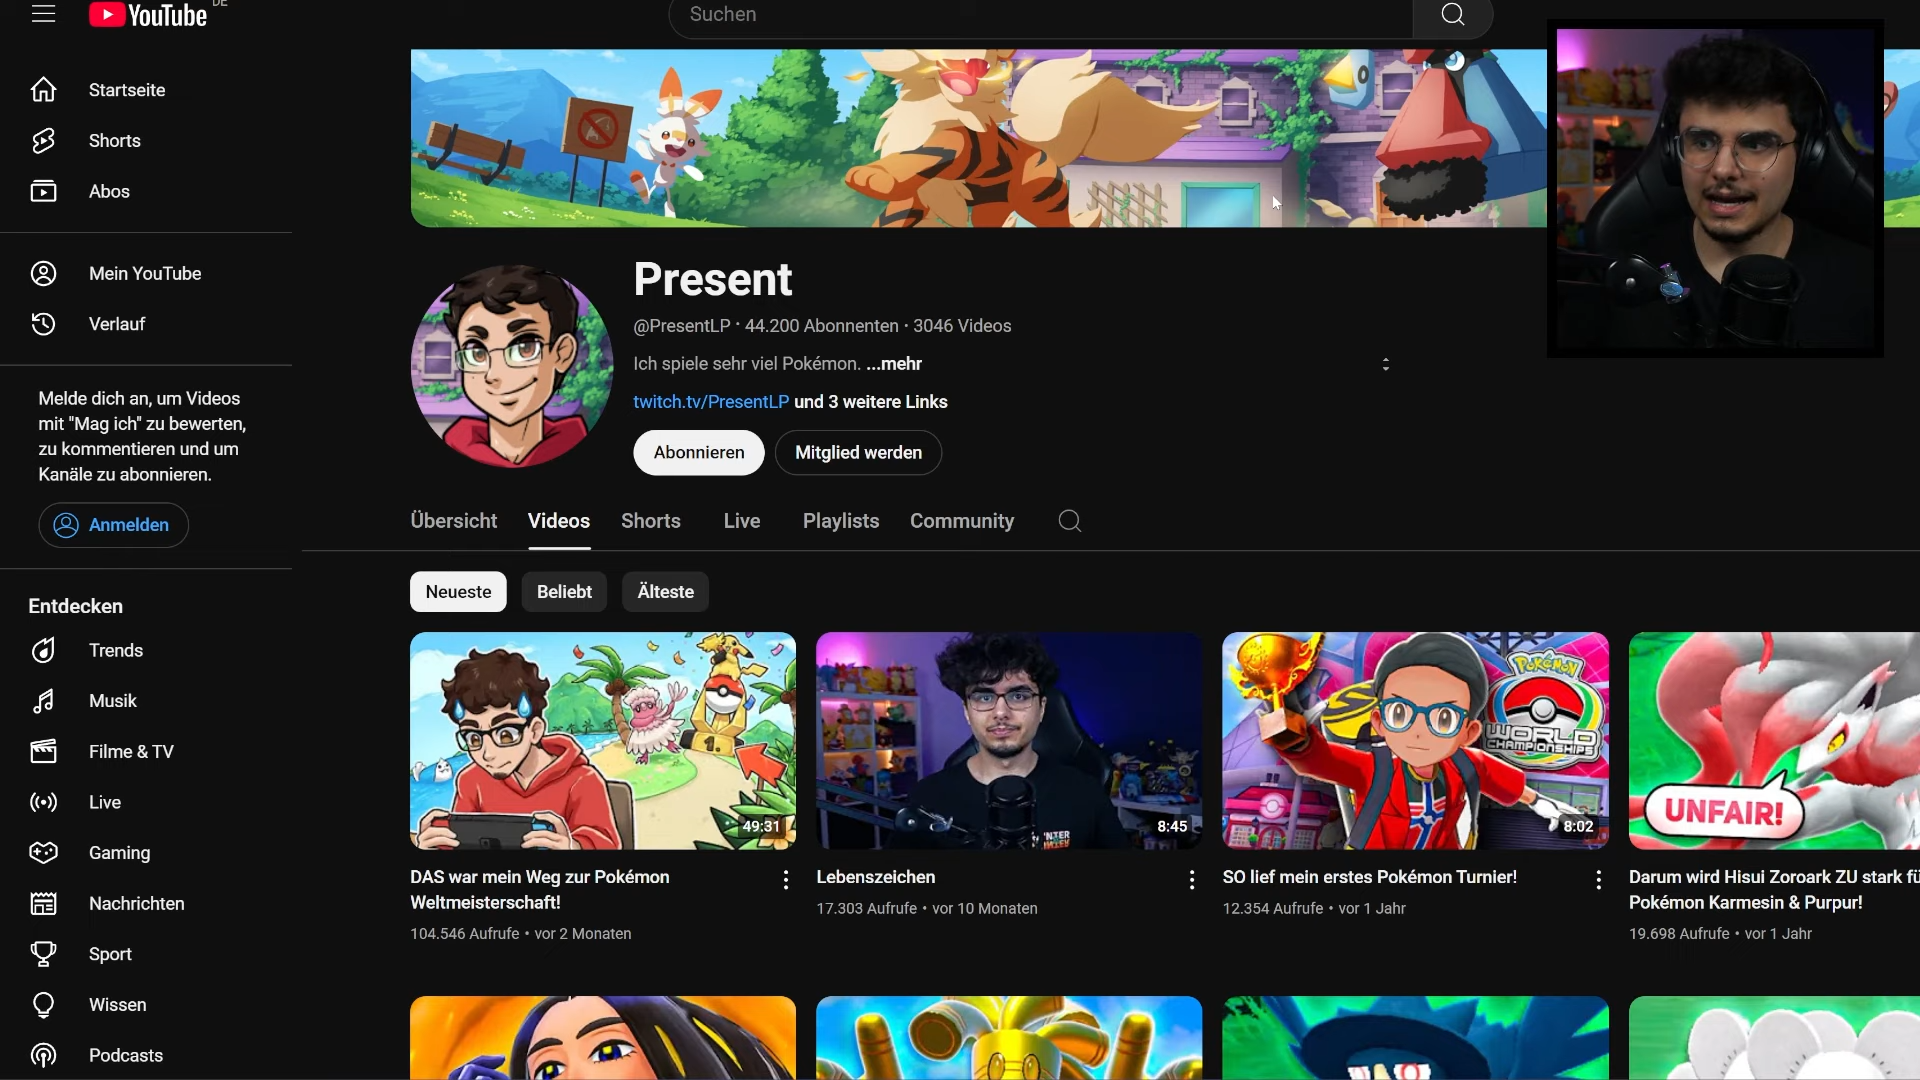 YouTube DE
Suchen
Startseite
Shorts
Abos
Mein YouTube
Verlauf
Melde dich an, um Videos
mit "Mag ich" zu bewerten,
zu kommentieren und um
Kanäle zu abonnieren.
Anmelden
Entdecken
Trends
Musik
Filme & TV
Live
Gaming
Nachrichten
Sport
Wissen
Podcasts
Present
@PresentLP · 44.200 Abonnenten · 3046 Videos
Ich spiele sehr viel Pokémon. ...mehr
twitch.tv/PresentLP und 3 weitere Links
Abonnieren
Mitglied werden
Übersicht
Videos
Shorts
Live
Playlists
Community
Neueste
Beliebt
Älteste
1.
49:31
DAS war mein Weg zur Pokémon
Weltmeisterschaft!
104.546 Aufrufe • vor 2 Monaten
8:45
Lebenszeichen
17.303 Aufrufe • vor 10 Monaten
Pokémon
WORLD
CHAMPIONSHIPS
8:02
SO lief mein erstes Pokémon Turnier!
12.354 Aufrufe • vor 1 Jahr
UNFAIR!
Darum wird Hisui Zoroark ZU stark fü
Pokémon Karmesin & Purpur!
19.698 Aufrufe • vor 1 Jahr